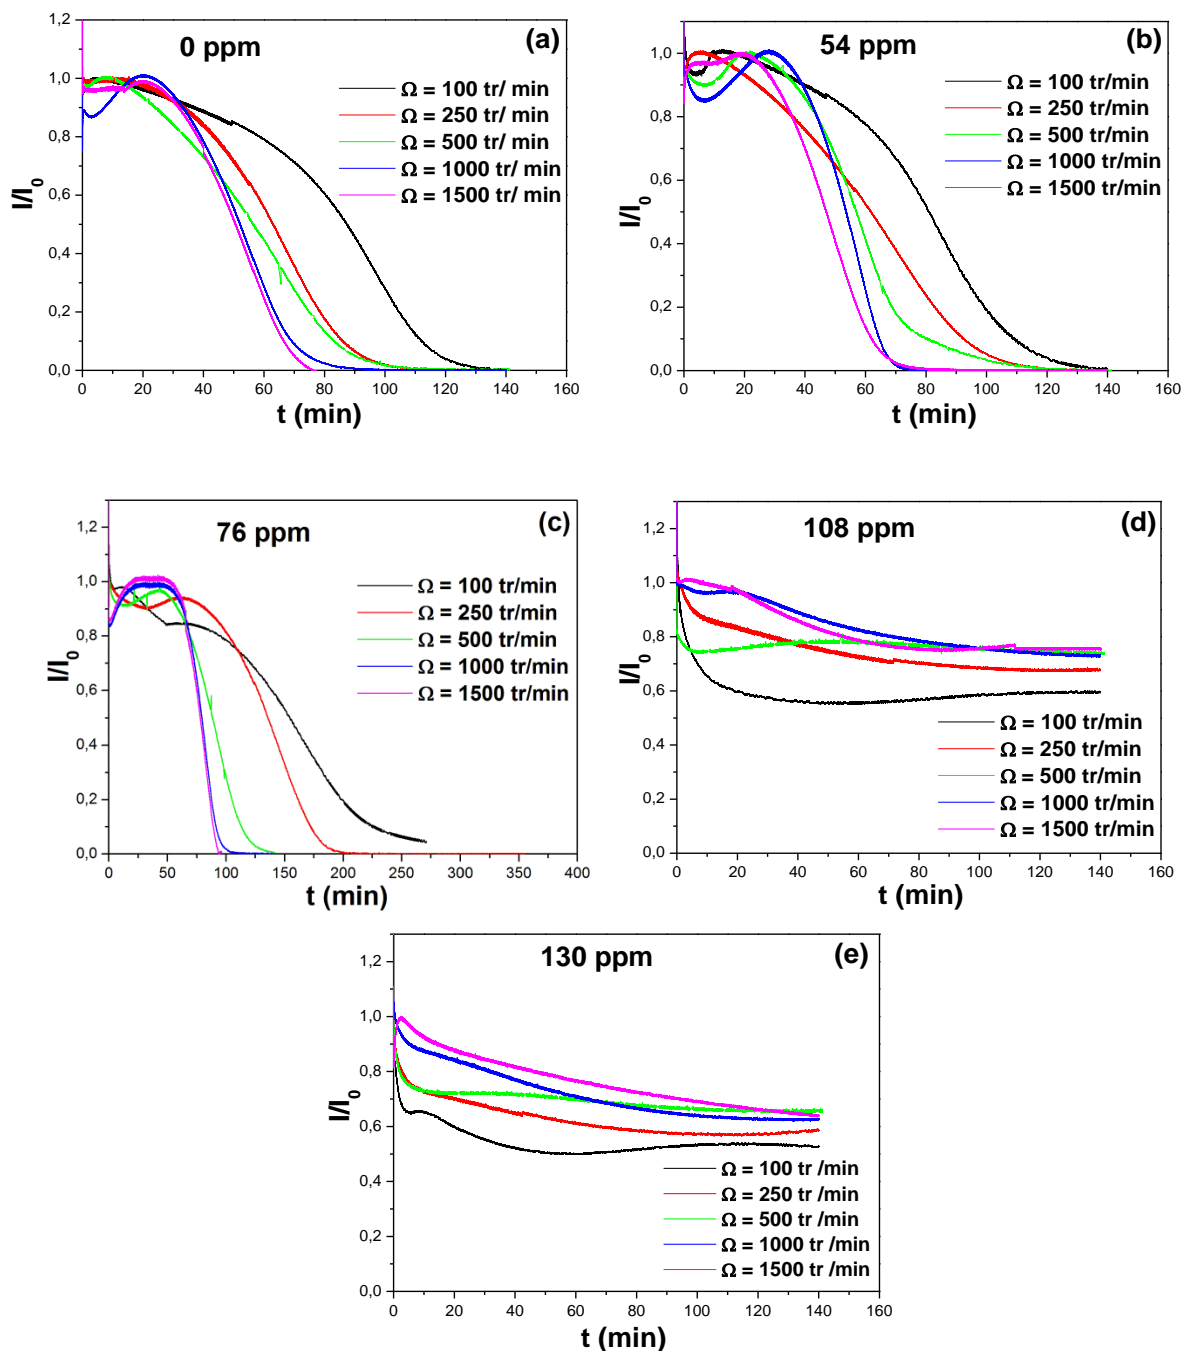 0 ppm
(a)
I/I0
1,2
1,0
0,8
0,6
0,4
0,2
0,0
Ω = 100 tr/ min
Ω = 250 tr/ min
Ω = 500 tr/ min
Ω = 1000 tr/ min
Ω = 1500 tr/ min
0 20 40 60 80 100 120 140 160
t (min)
54 ppm
(b)
I/I0
1,0
0,8
0,6
0,4
0,2
0,0
Ω = 100 tr/min
Ω = 250 tr/min
Ω = 500 tr/min
Ω = 1000 tr/min
Ω = 1500 tr/min
0 20 40 60 80 100 120 140 160
t (min)
76 ppm
(c)
I/I0
1,2
1,0
0,8
0,6
0,4
0,2
0,0
Ω = 100 tr/min
Ω = 250 tr/min
Ω = 500 tr/min
Ω = 1000 tr/min
Ω = 1500 tr/min
0 50 100 150 200 250 300 350 400
t (min)
108 ppm
(d)
I/I0
1,2
1,0
0,8
0,6
0,4
0,2
0,0
Ω = 100 tr/min
Ω = 250 tr/min
Ω = 500 tr/min
Ω = 1000 tr/min
Ω = 1500 tr/min
0 20 40 60 80 100 120 140 160
t (min)
130 ppm
(e)
I/I0
1,2
1,0
0,8
0,6
0,4
0,2
0,0
Ω = 100 tr /min
Ω = 250 tr /min
Ω = 500 tr /min
Ω = 1000 tr /min
Ω = 1500 tr /min
0 20 40 60 80 100 120 140 160
t (min)